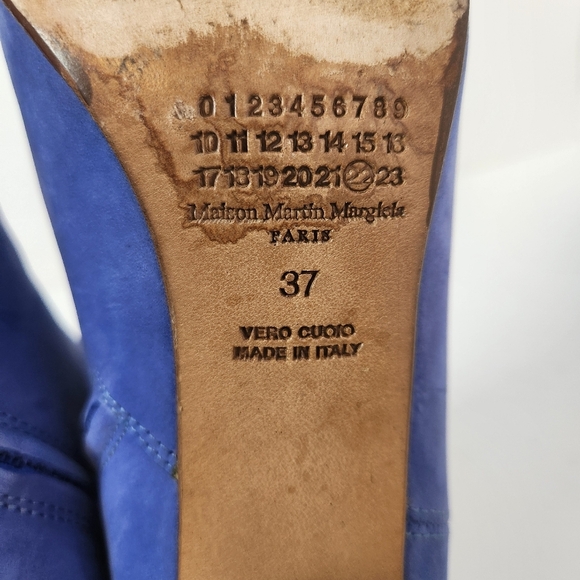 0 1 2 3 4 5 6 7 8 9
10 11 12 13 14 15 16
17 18 19 20 21 22 23
Maison Martin Margiela
PARIS
37
VERO CUOIO
MADE IN ITALY